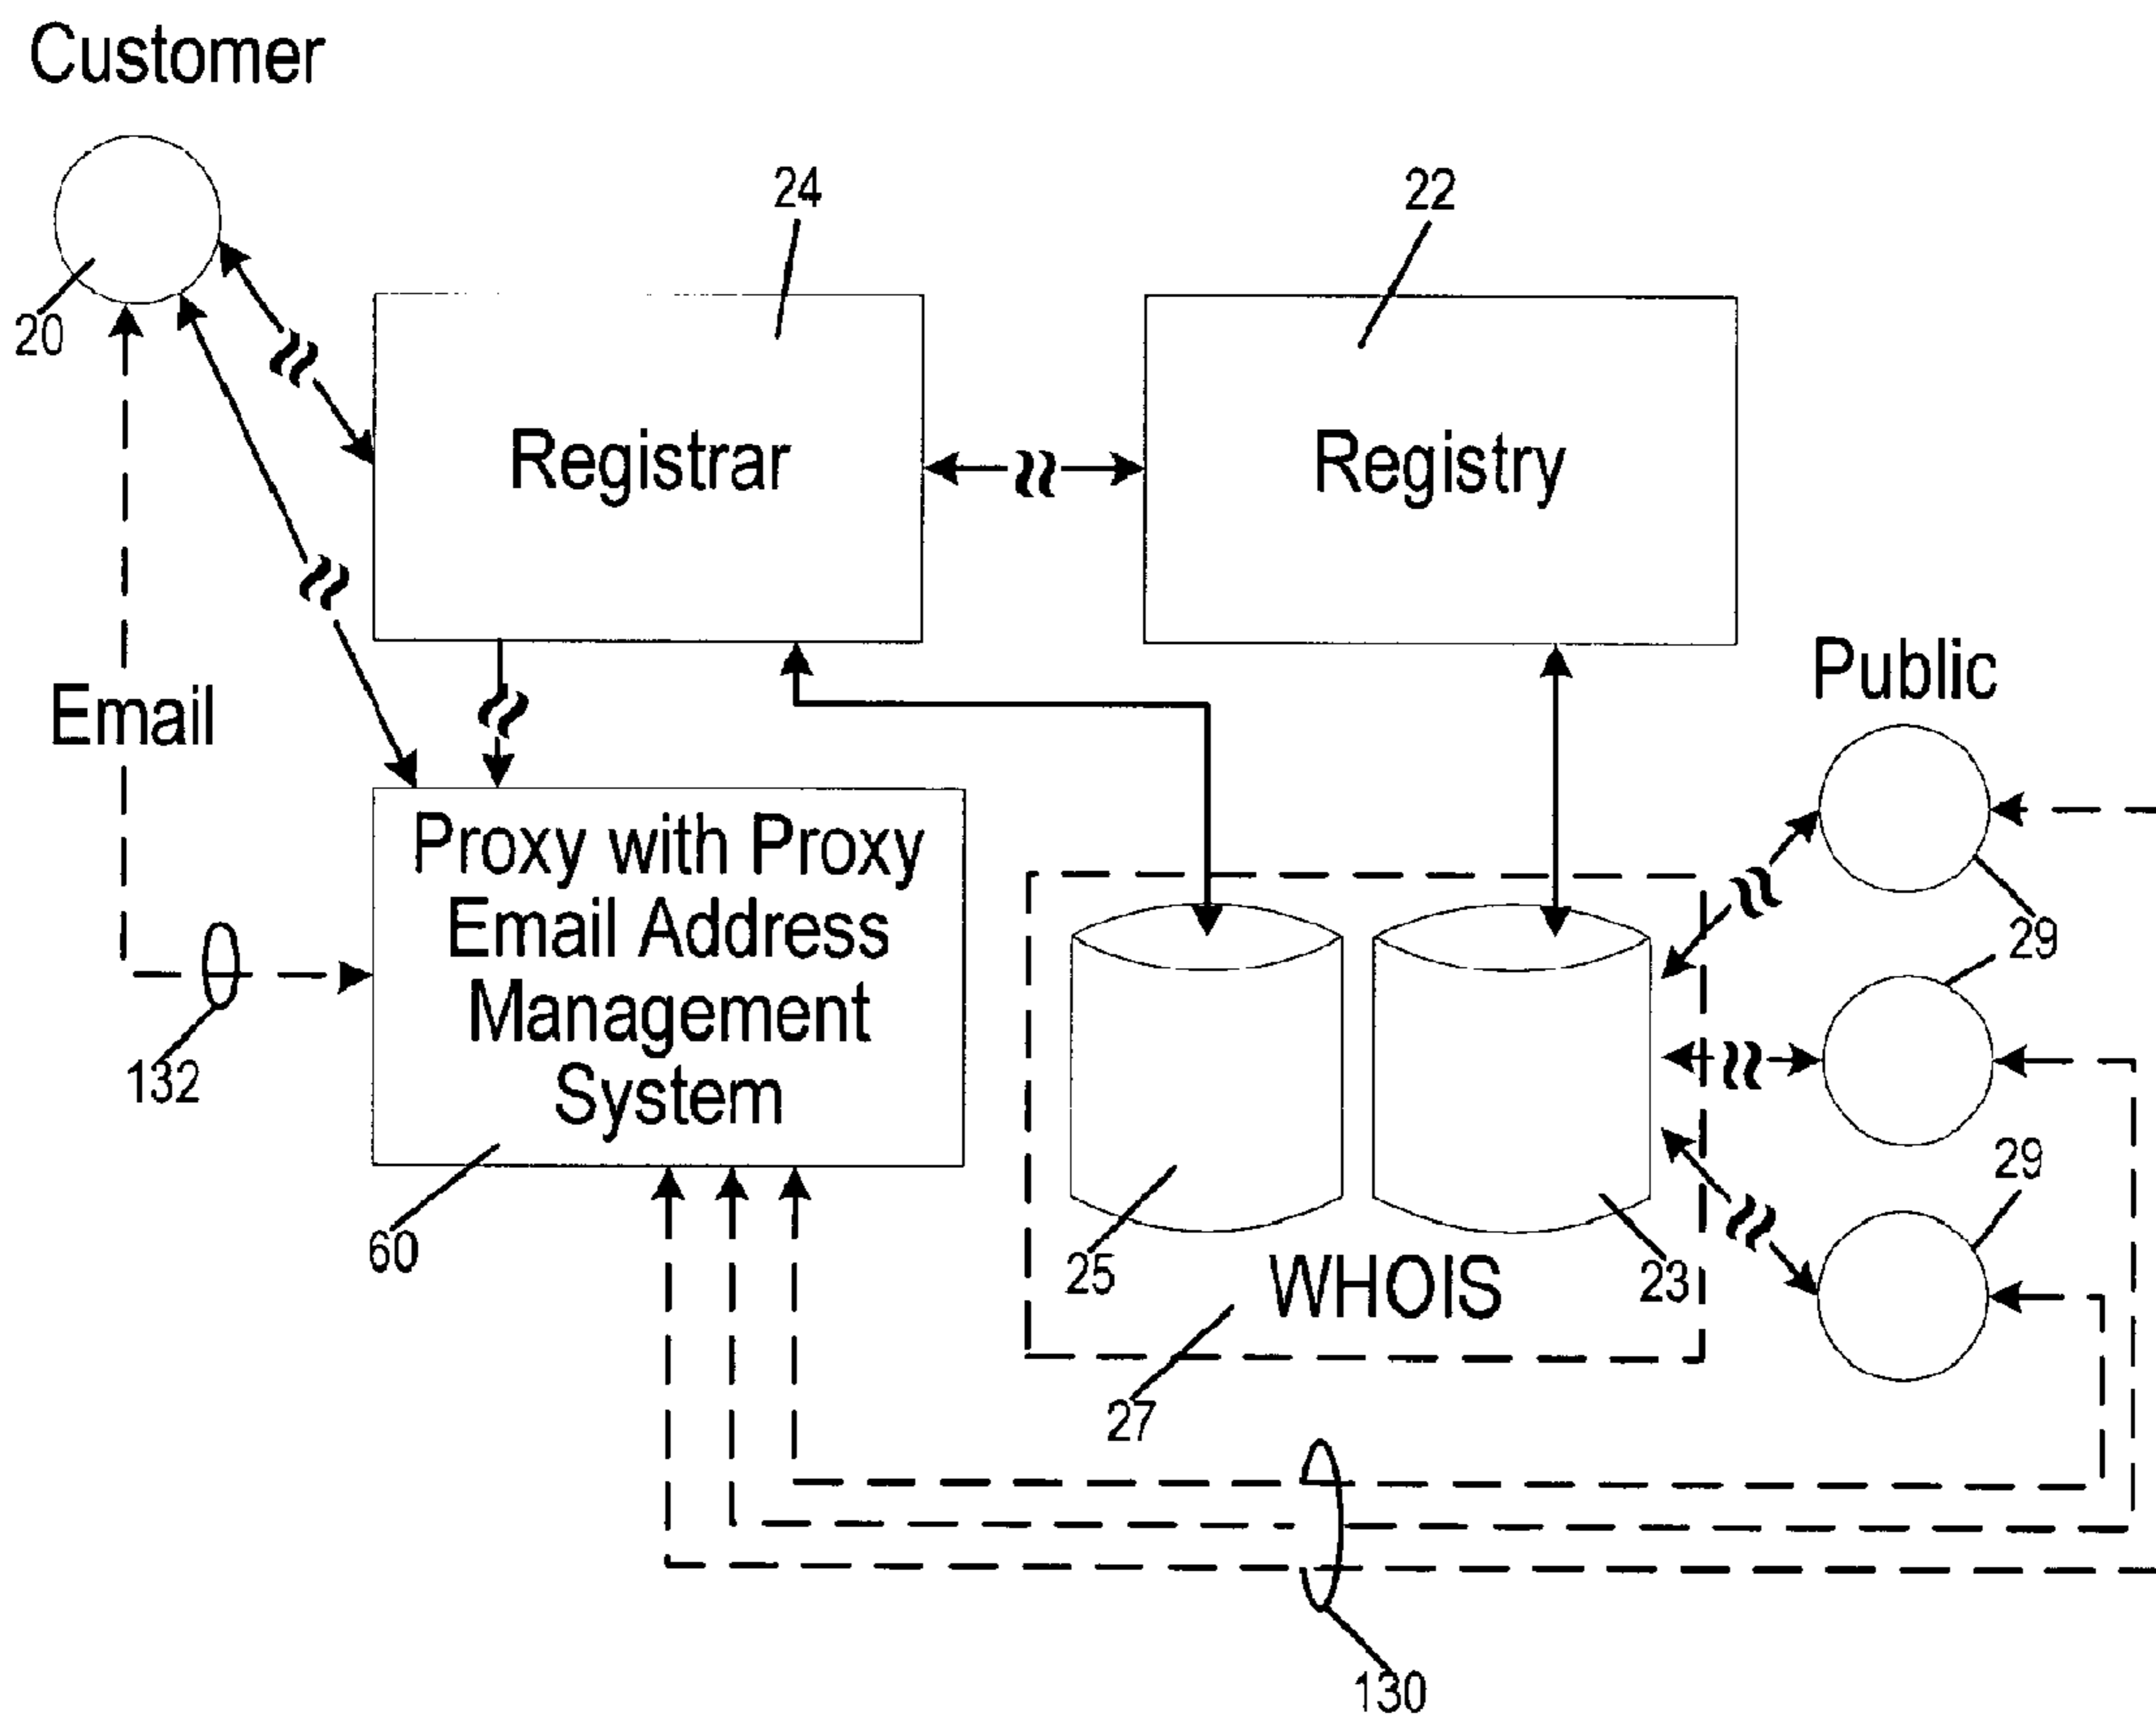 Customer
24
22
20
Registrar
Registry
Public
Email
Proxy with Proxy
Email Address
Management
System
29
132
29
60
25
WHOIS
23
27
130